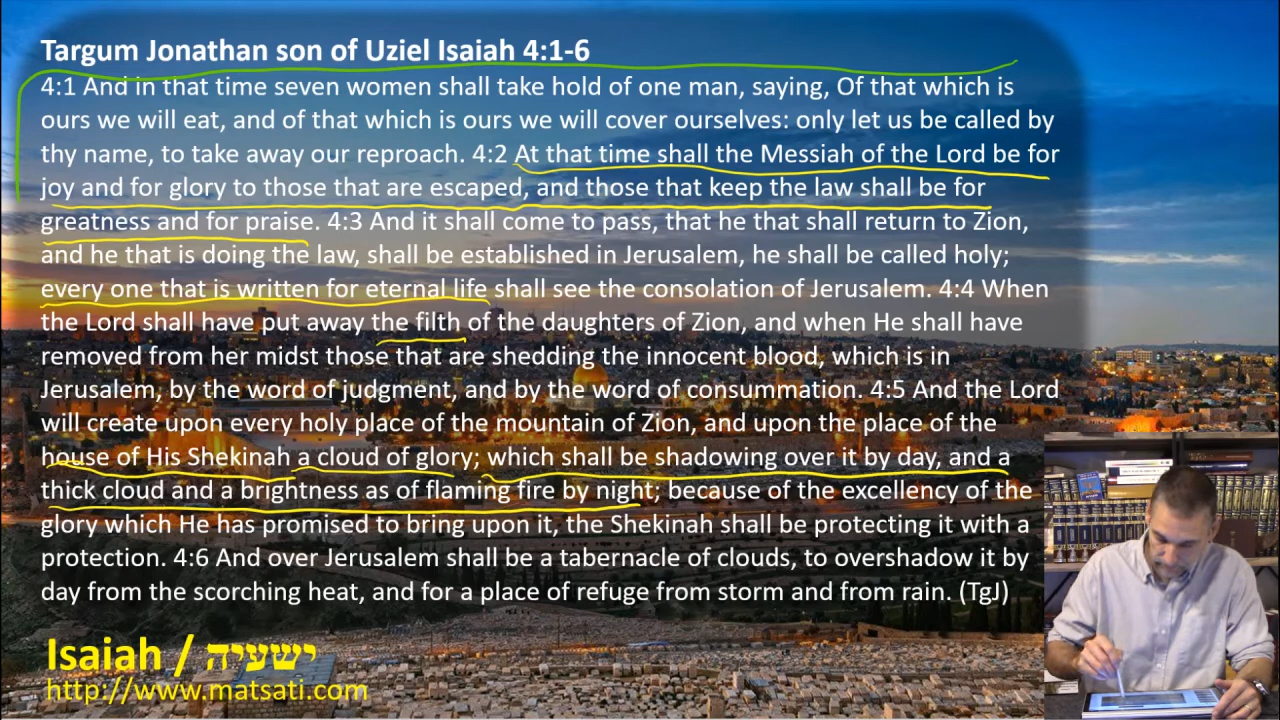 Targum Jonathan son of Uziel Isaiah 4:1-6
4:1 And in that time seven women shall take hold of one man, saying, Of that which is
ours we will eat, and of that which is ours we will cover ourselves: only let us be called by
thy name, to take away our reproach. 4:2 At that time shall the Messiah of the Lord be for
joy and for glory to those that are escaped, and those that keep the law shall be for
greatness and for praise. 4:3 And it shall come to pass, that he that shall return to Zion,
and he that is doing the law, shall be established in Jerusalem, he shall be called holy;
every one that is written for eternal life shall see the consolation of Jerusalem. 4:4 When
the Lord shall have put away the filth of the daughters of Zion, and when He shall have
removed from her midst those that are shedding the innocent blood, which is in
Jerusalem, by the word of judgment, and by the word of consummation. 4:5 And the Lord
will create upon every holy place of the mountain of Zion, and upon the place of the
house of His Shekinah a cloud of glory; which shall be shadowing over it by day, and a
thick cloud and a brightness as of flaming fire by night; because of the excellency of the
glory which He has promised to bring upon it, the Shekinah shall be protecting it with a
protection. 4:6 And over Jerusalem shall be a tabernacle of clouds, to overshadow it by
day from the scorching heat, and for a place of refuge from storm and from rain. (TgJ)
Isaiah / ישעיה
http://www.matsati.com